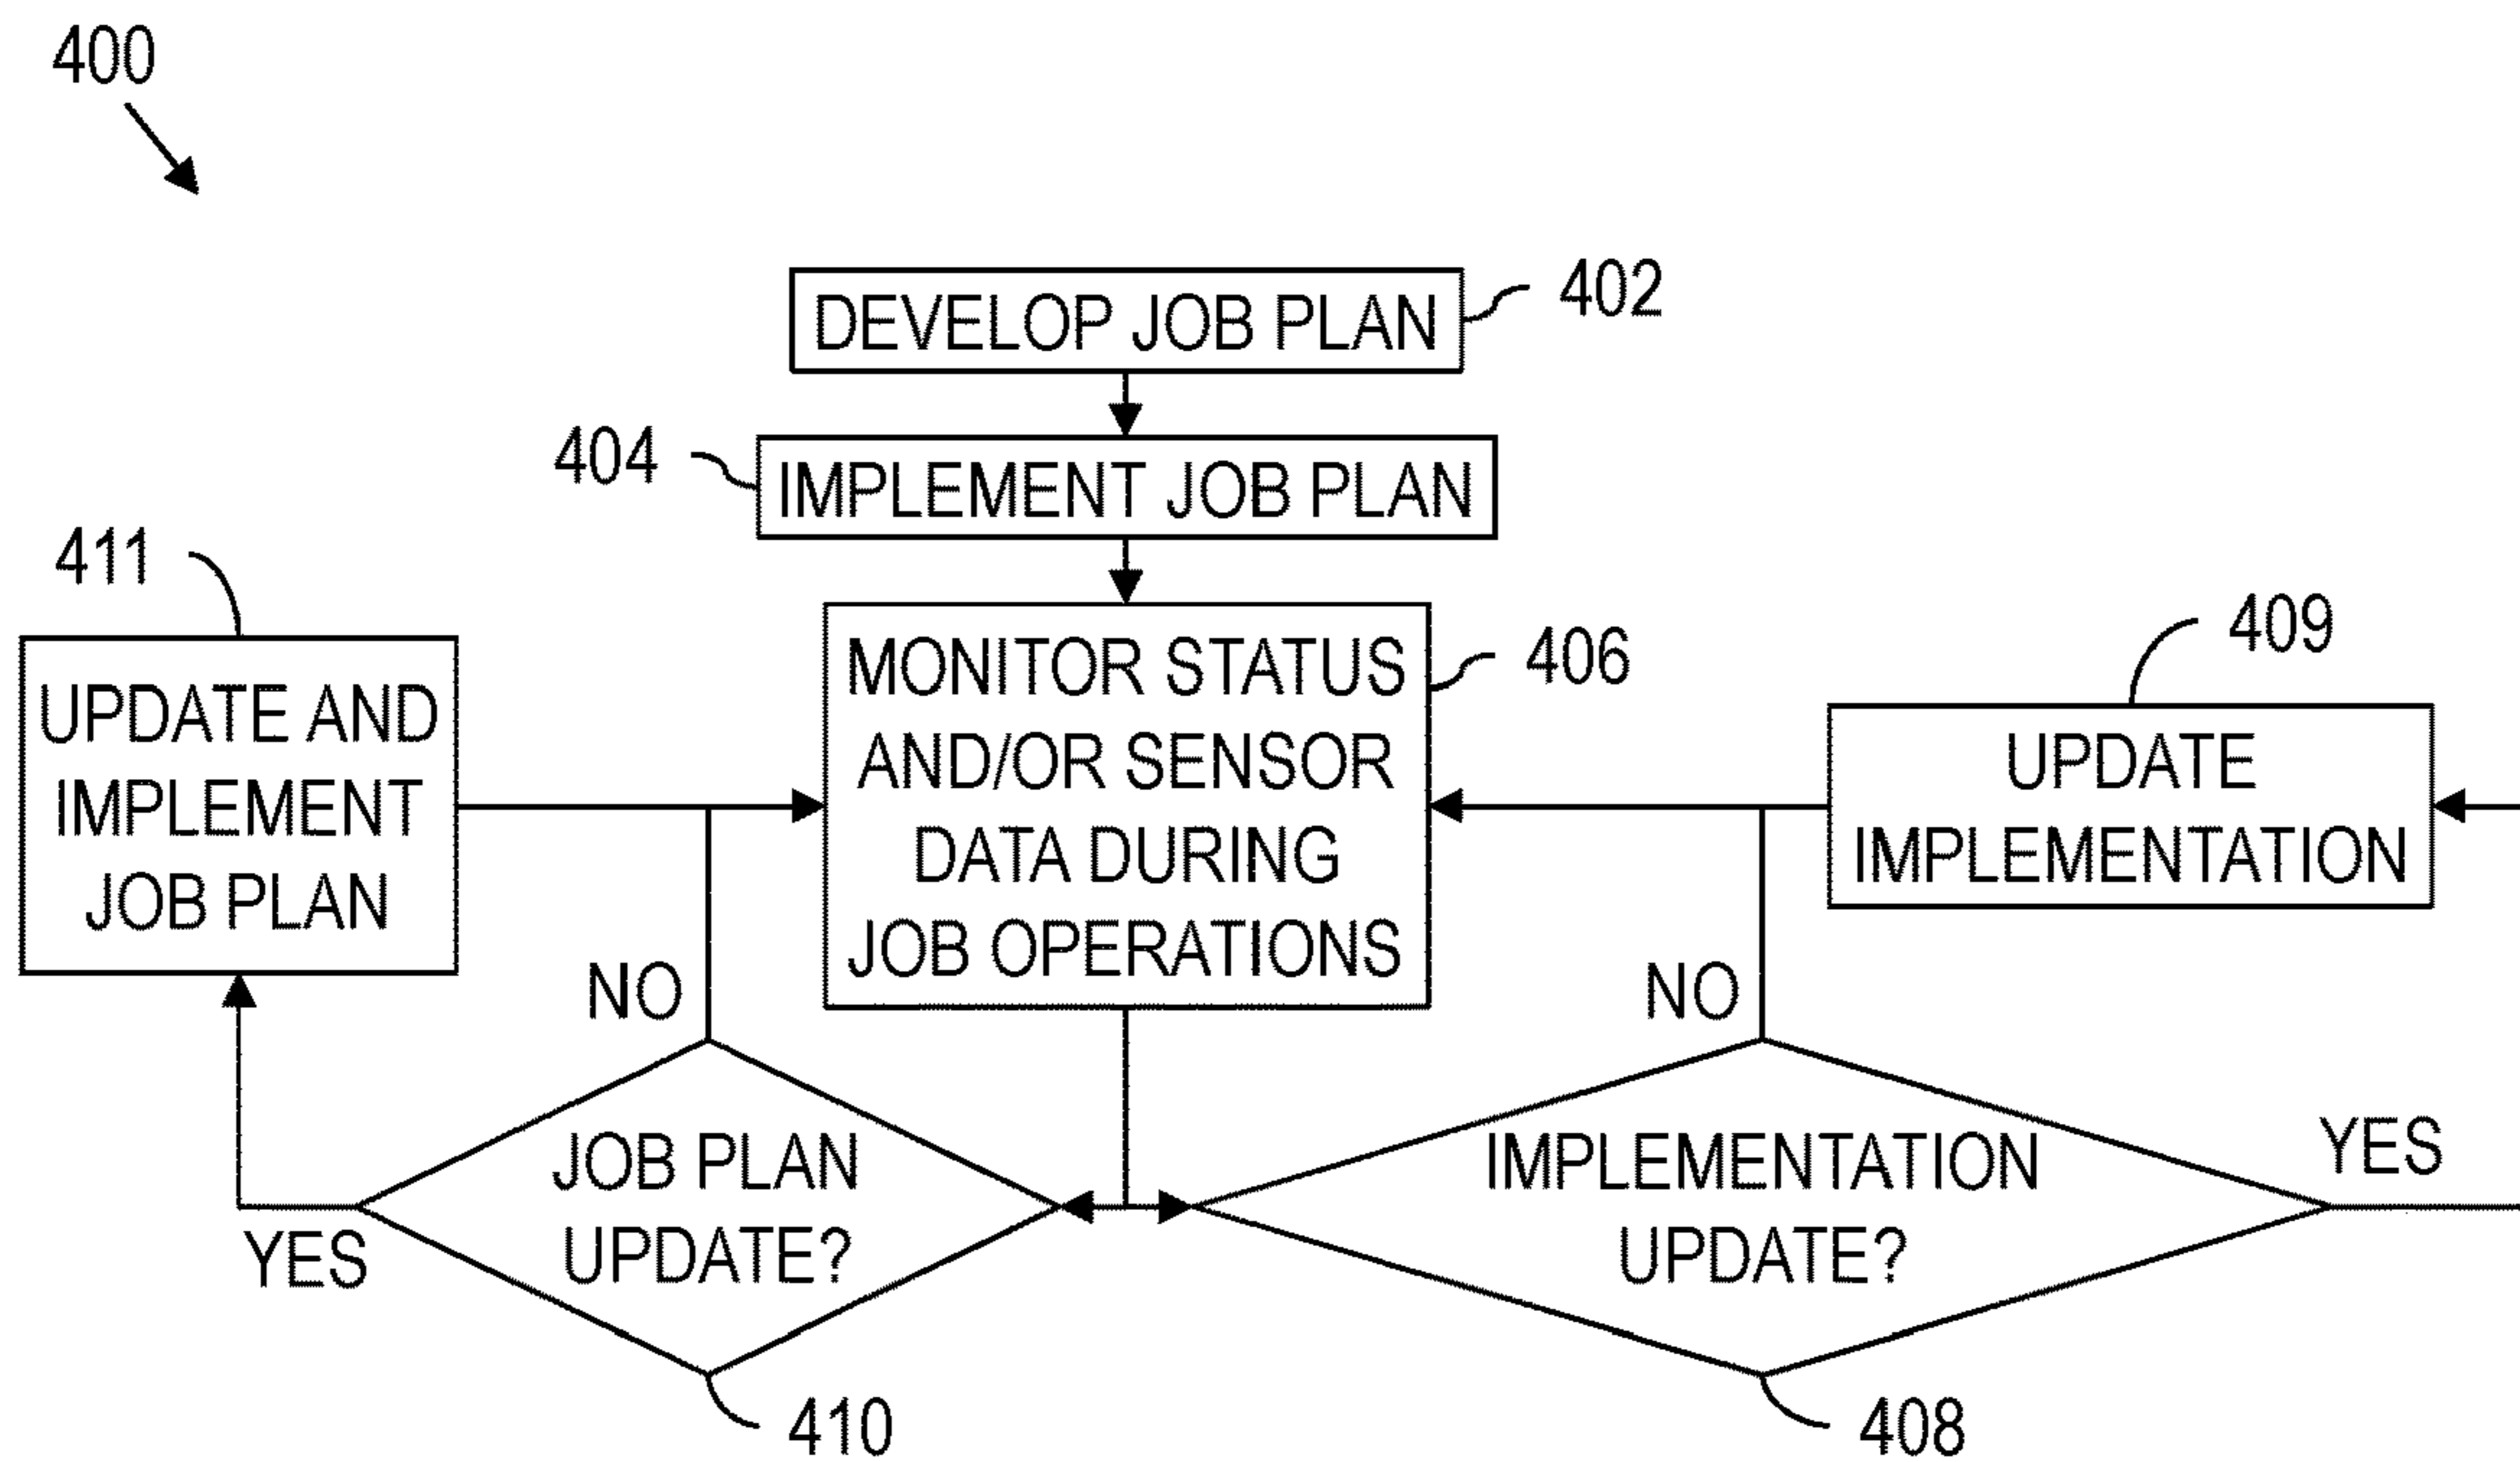 400
DEVELOP JOB PLAN
402
404
IMPLEMENT JOB PLAN
411
UPDATE AND
IMPLEMENT
JOB PLAN
MONITOR STATUS
AND/OR SENSOR
DATA DURING
JOB OPERATIONS
406
409
UPDATE
IMPLEMENTATION
NO
NO
JOB PLAN
UPDATE?
YES
IMPLEMENTATION
UPDATE?
YES
410
408